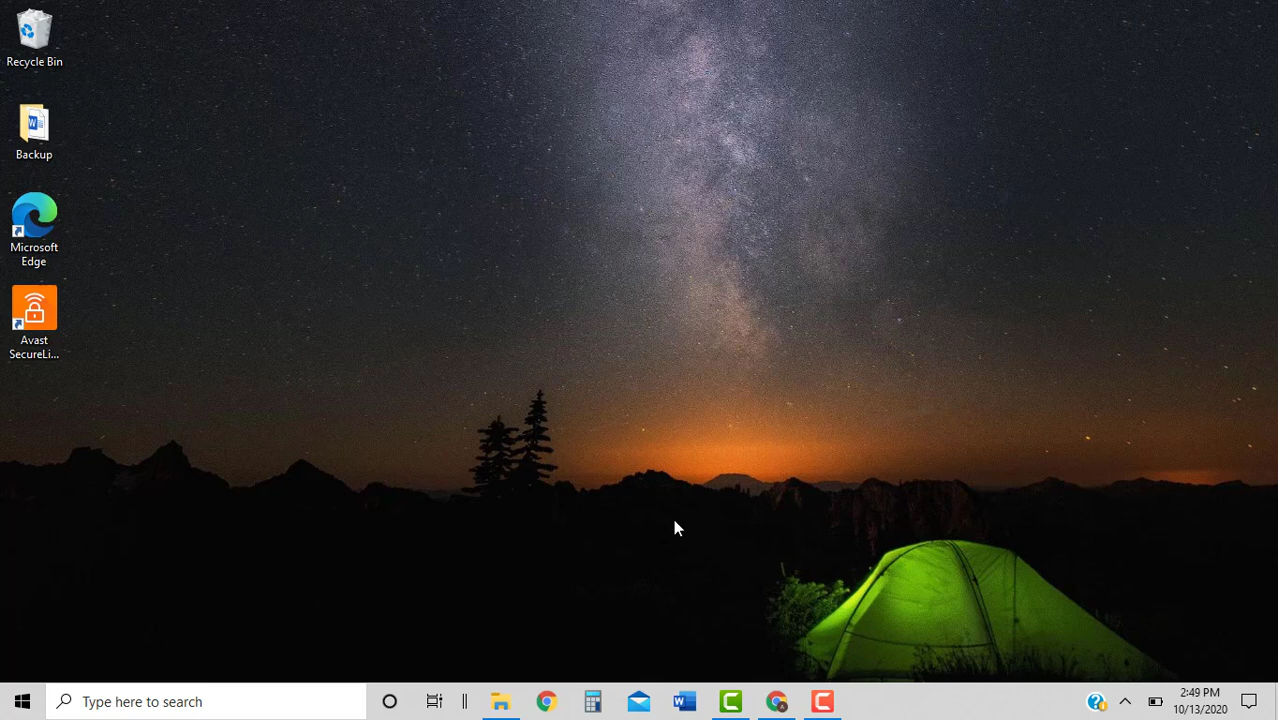 Recycle Bin
Backup
Microsoft
Edge
Avast
SecureLi...
Type here to search
2:49 PM
10/13/2020